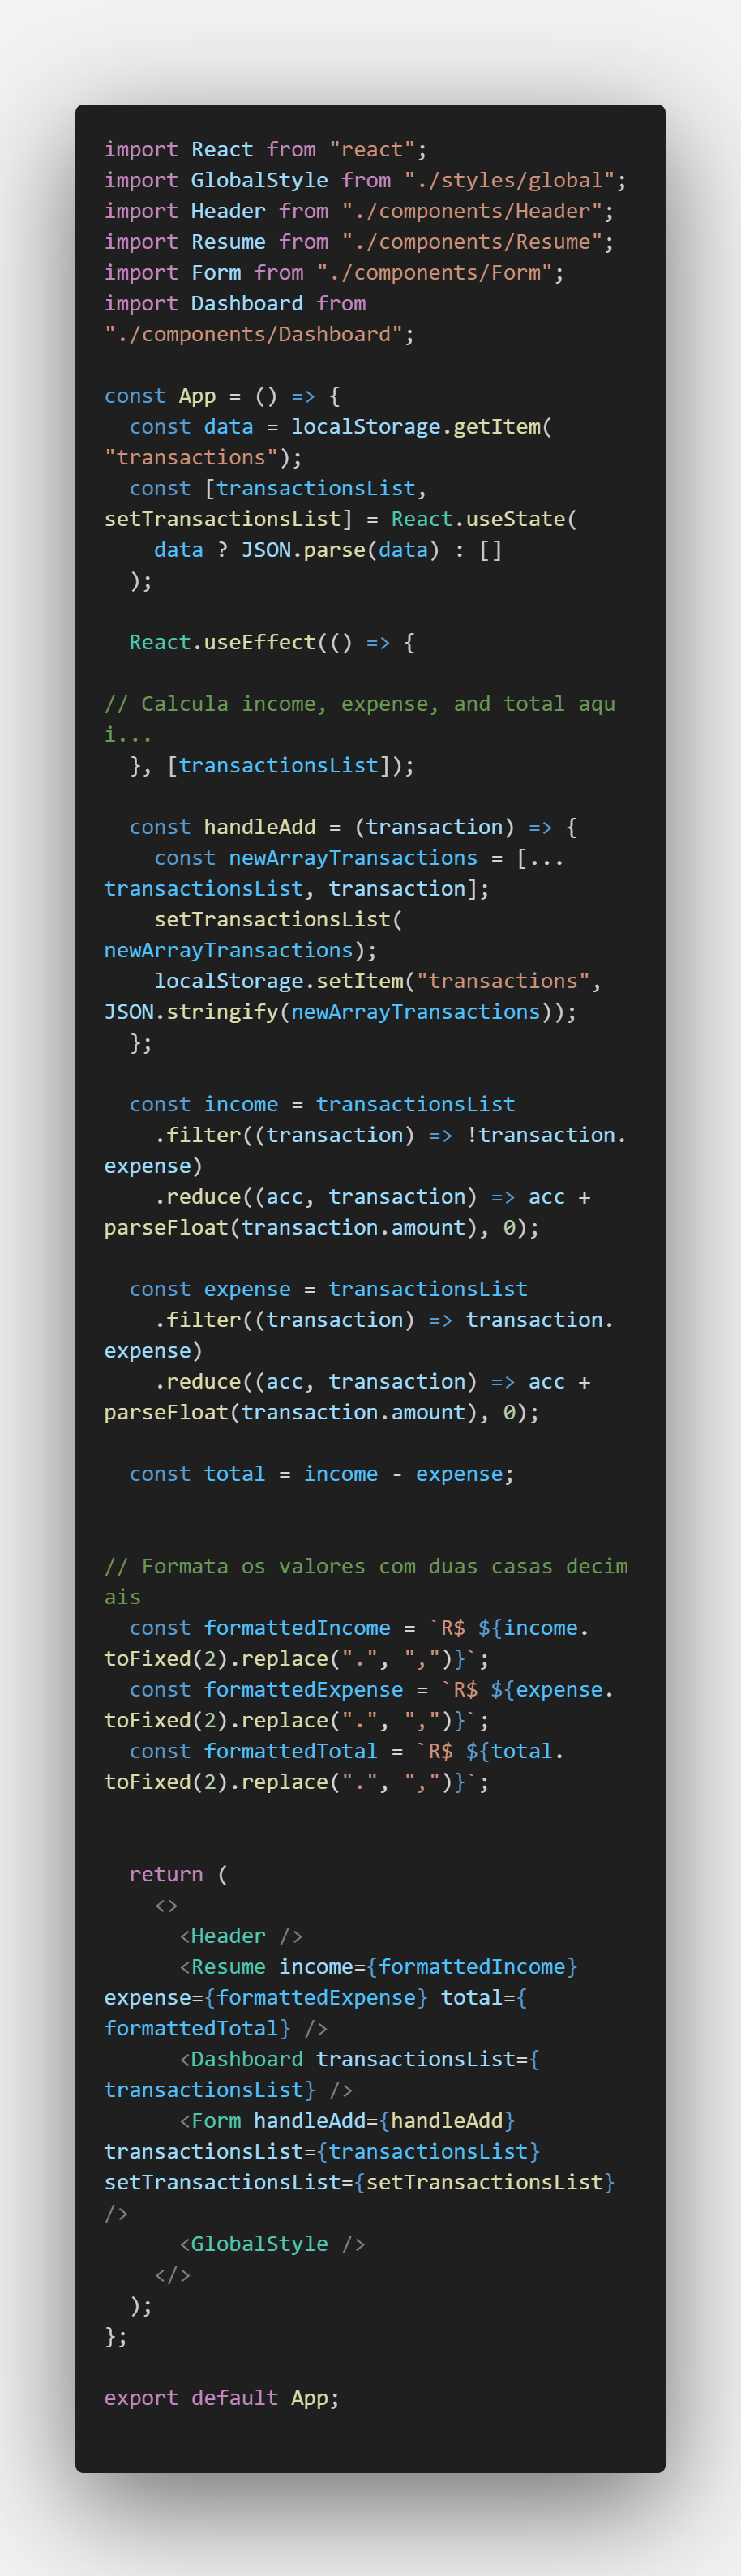 import React from "react";
import GlobalStyle from "./styles/global";
import Header from "./components/Header";
import Resume from "./components/Resume";
import Form from "./components/Form";
import Dashboard from
"./components/Dashboard";

const App = () => {
  const data = localStorage.getItem(
"transactions");
  const [transactionsList,
setTransactionsList] = React.useState(
    data ? JSON.parse(data) : []
  );

  React.useEffect(() => {

// Calcula income, expense, and total aqu
i...
  }, [transactionsList]);

  const handleAdd = (transaction) => {
    const newArrayTransactions = [...
transactionsList, transaction];
    setTransactionsList(
newArrayTransactions);
    localStorage.setItem("transactions",
JSON.stringify(newArrayTransactions));
  };

  const income = transactionsList
    .filter((transaction) => !transaction.
expense)
    .reduce((acc, transaction) => acc +
parseFloat(transaction.amount), 0);

  const expense = transactionsList
    .filter((transaction) => transaction.
expense)
    .reduce((acc, transaction) => acc +
parseFloat(transaction.amount), 0);

  const total = income - expense;


// Formata os valores com duas casas decim
ais
  const formattedIncome = `R$ ${income.
toFixed(2).replace(".", ",")}`;
  const formattedExpense = `R$ ${expense.
toFixed(2).replace(".", ",")}`;
  const formattedTotal = `R$ ${total.
toFixed(2).replace(".", ",")}`;


  return (
    <>
      <Header />
      <Resume income={formattedIncome}
expense={formattedExpense} total={
formattedTotal} />
      <Dashboard transactionsList={
transactionsList} />
      <Form handleAdd={handleAdd}
transactionsList={transactionsList}
setTransactionsList={setTransactionsList}
/>
      <GlobalStyle />
    </>
  );
};

export default App;